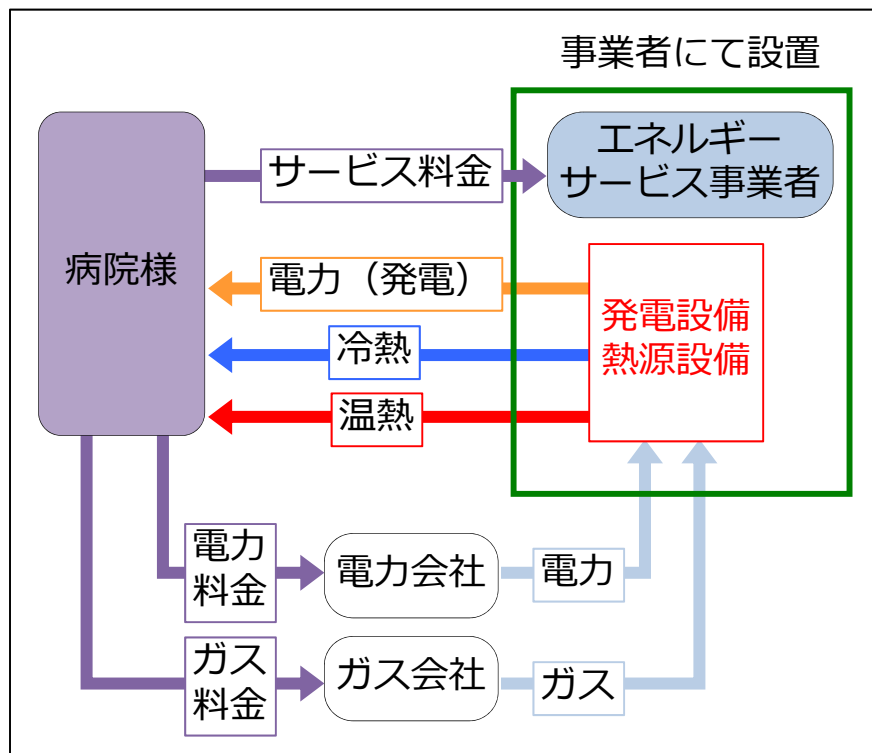 事業者にて設置
エネルギー
サービス事業者
サービス料金
病院様
電力（発電）
発電設備
熱源設備
冷熱
温熱
電力
料金
電力会社
電力
ガス
料金
ガス会社
ガス